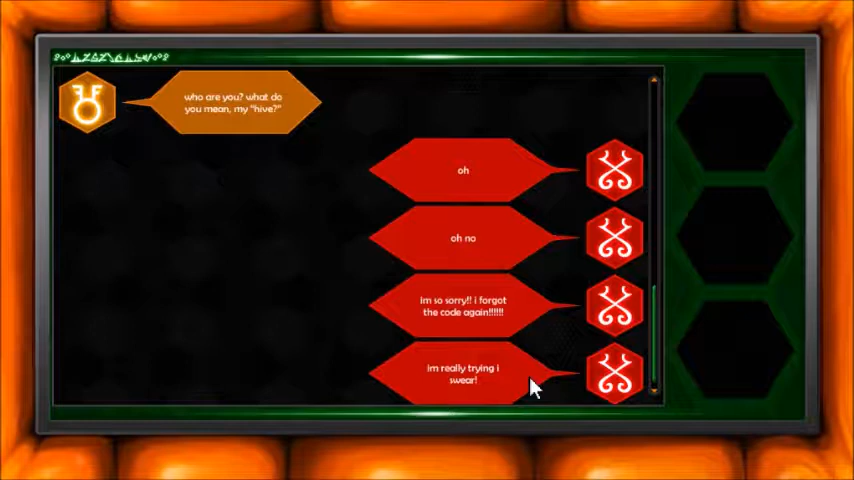 who are you? what do
you mean, my "hive?"
oh
oh no
im so sorry!! i forgot
the code again!!!!!!
im really trying i
swear!